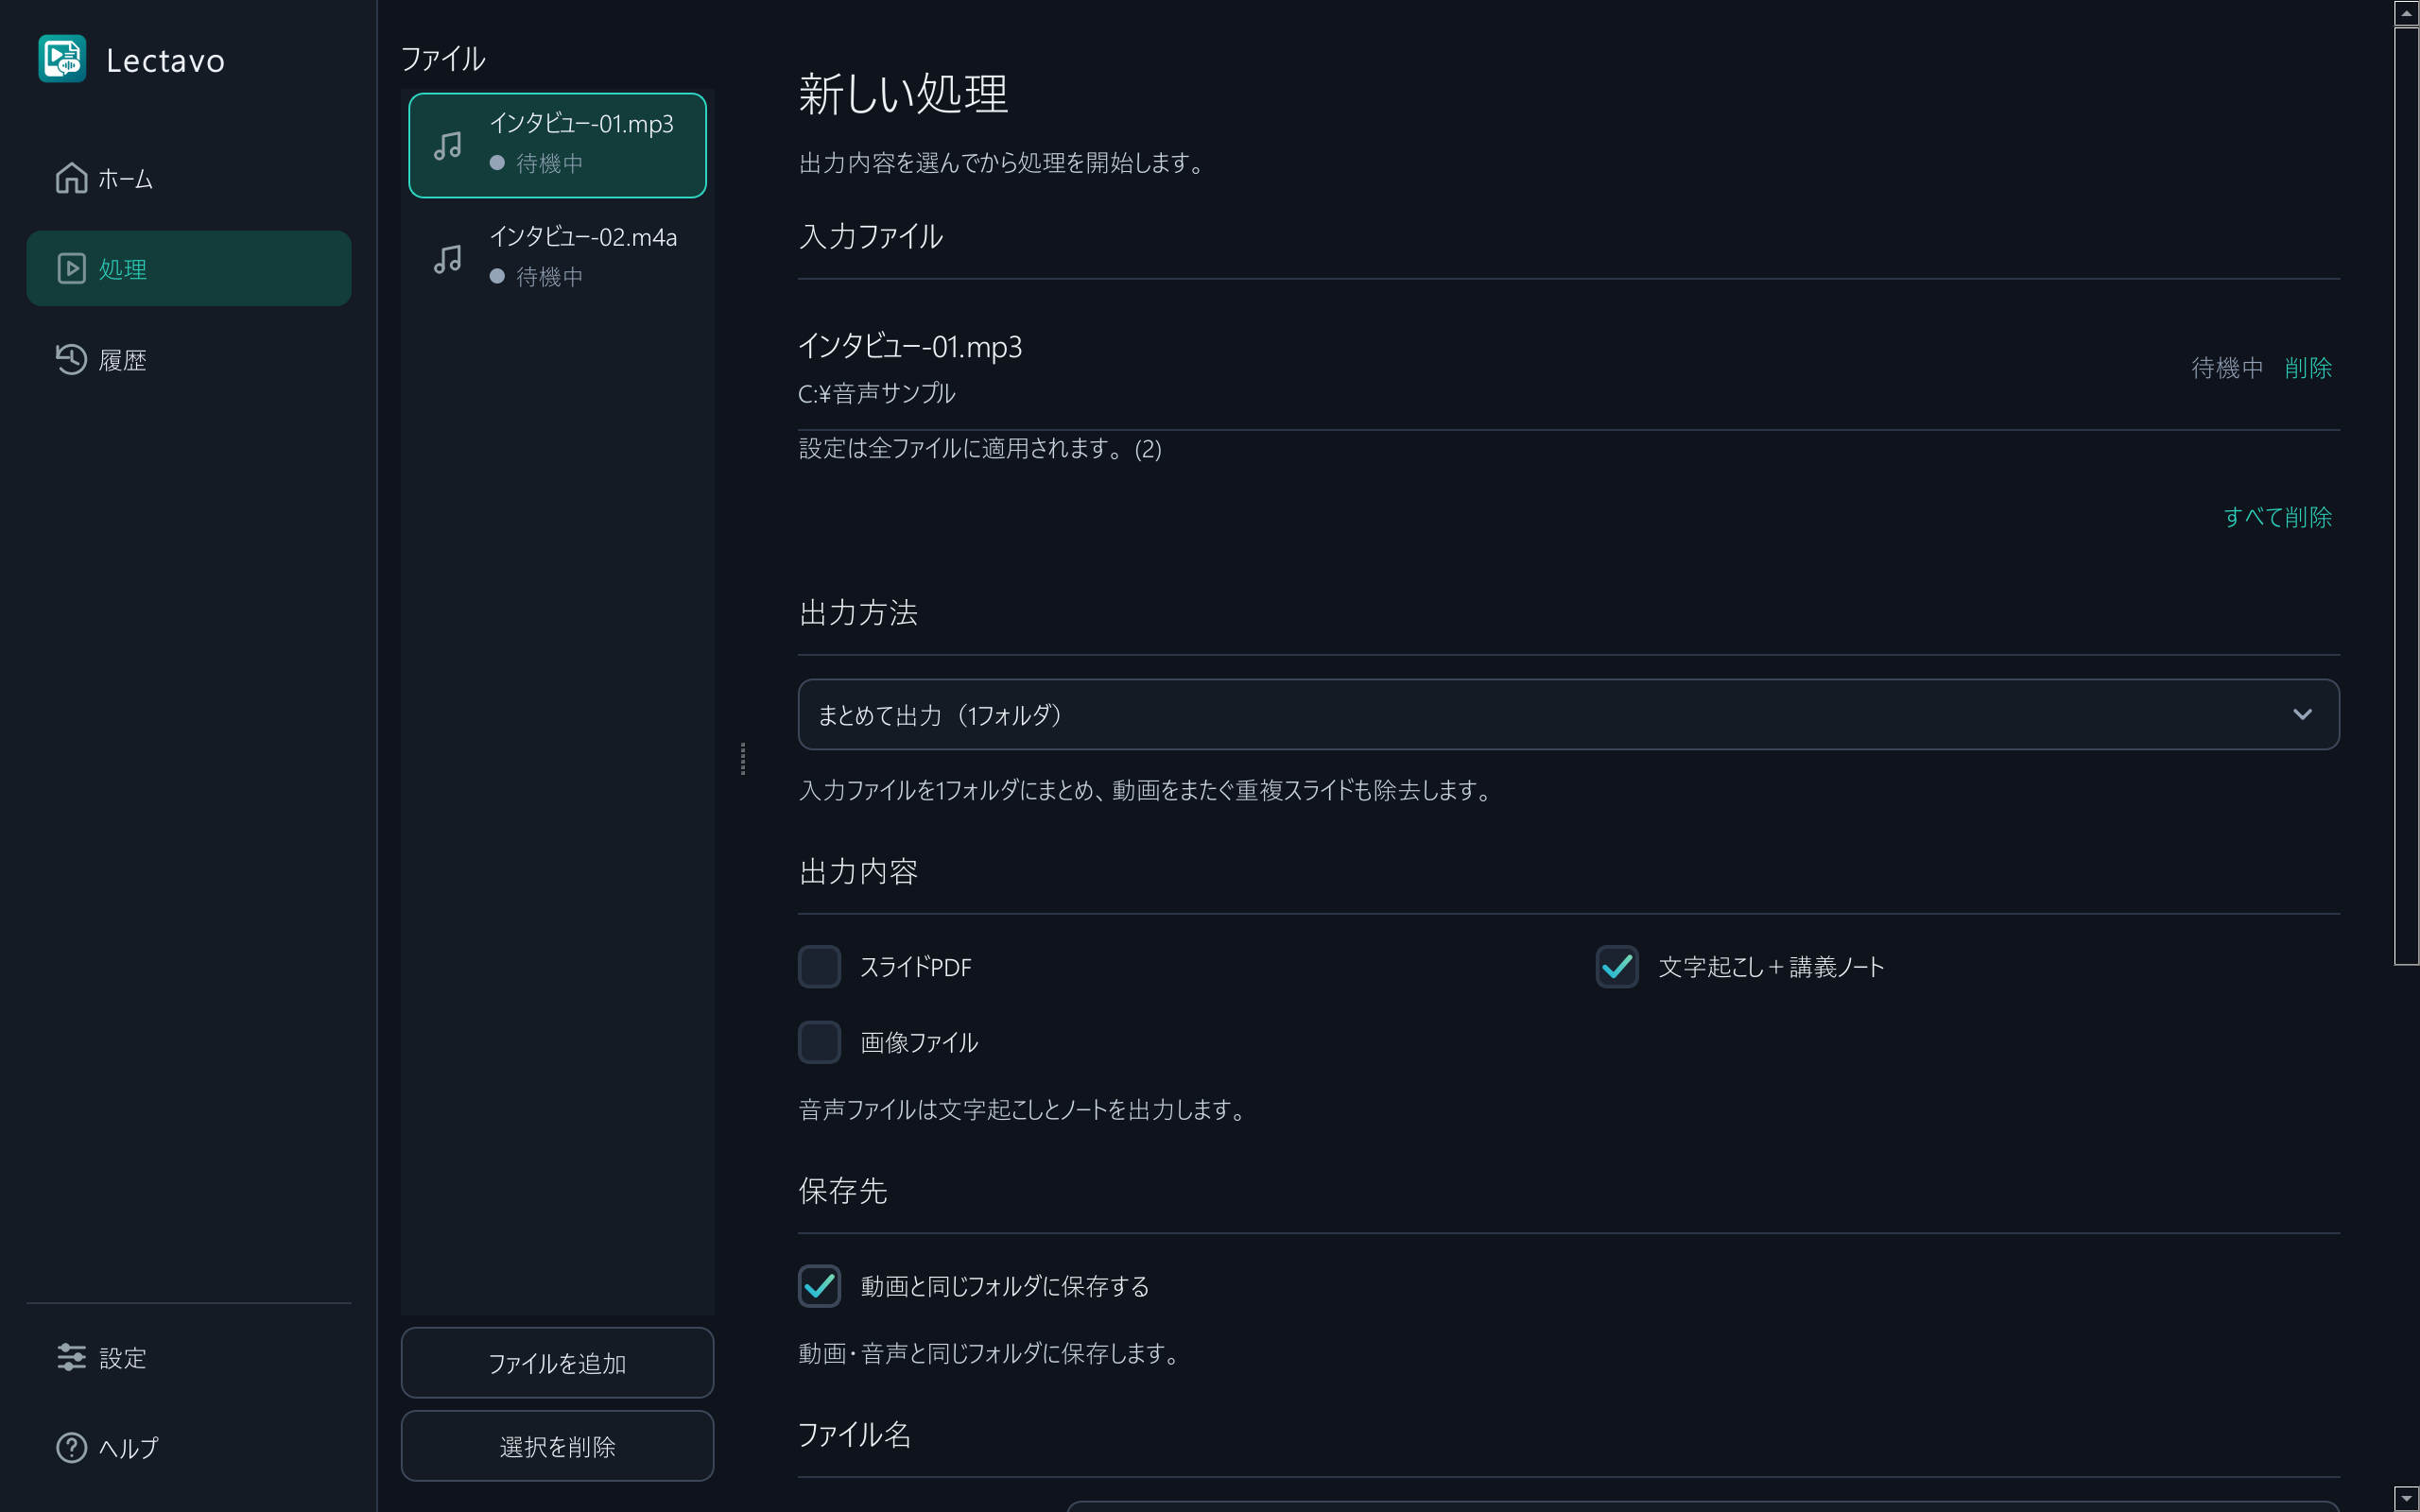 Lectavo
ホーム
処理
履歴
設定
ヘルプ
ファイル
インタビュー-01.mp3
待機中
インタビュー-02.m4a
待機中
ファイルを追加
選択を削除
新しい処理
出力内容を選んでから処理を開始します。
入力ファイル
インタビュー-01.mp3
C:¥音声サンプル
待機中 削除
設定は全ファイルに適用されます。 (2)
すべて削除
出力方法
まとめて出力（1フォルダ）
入力ファイルを1フォルダにまとめ、動画をまたぐ重複スライドも除去します。
出力内容
スライドPDF
文字起こし＋講義ノート
画像ファイル
音声ファイルは文字起こしとノートを出力します。
保存先
動画と同じフォルダに保存する
動画・音声と同じフォルダに保存します。
ファイル名